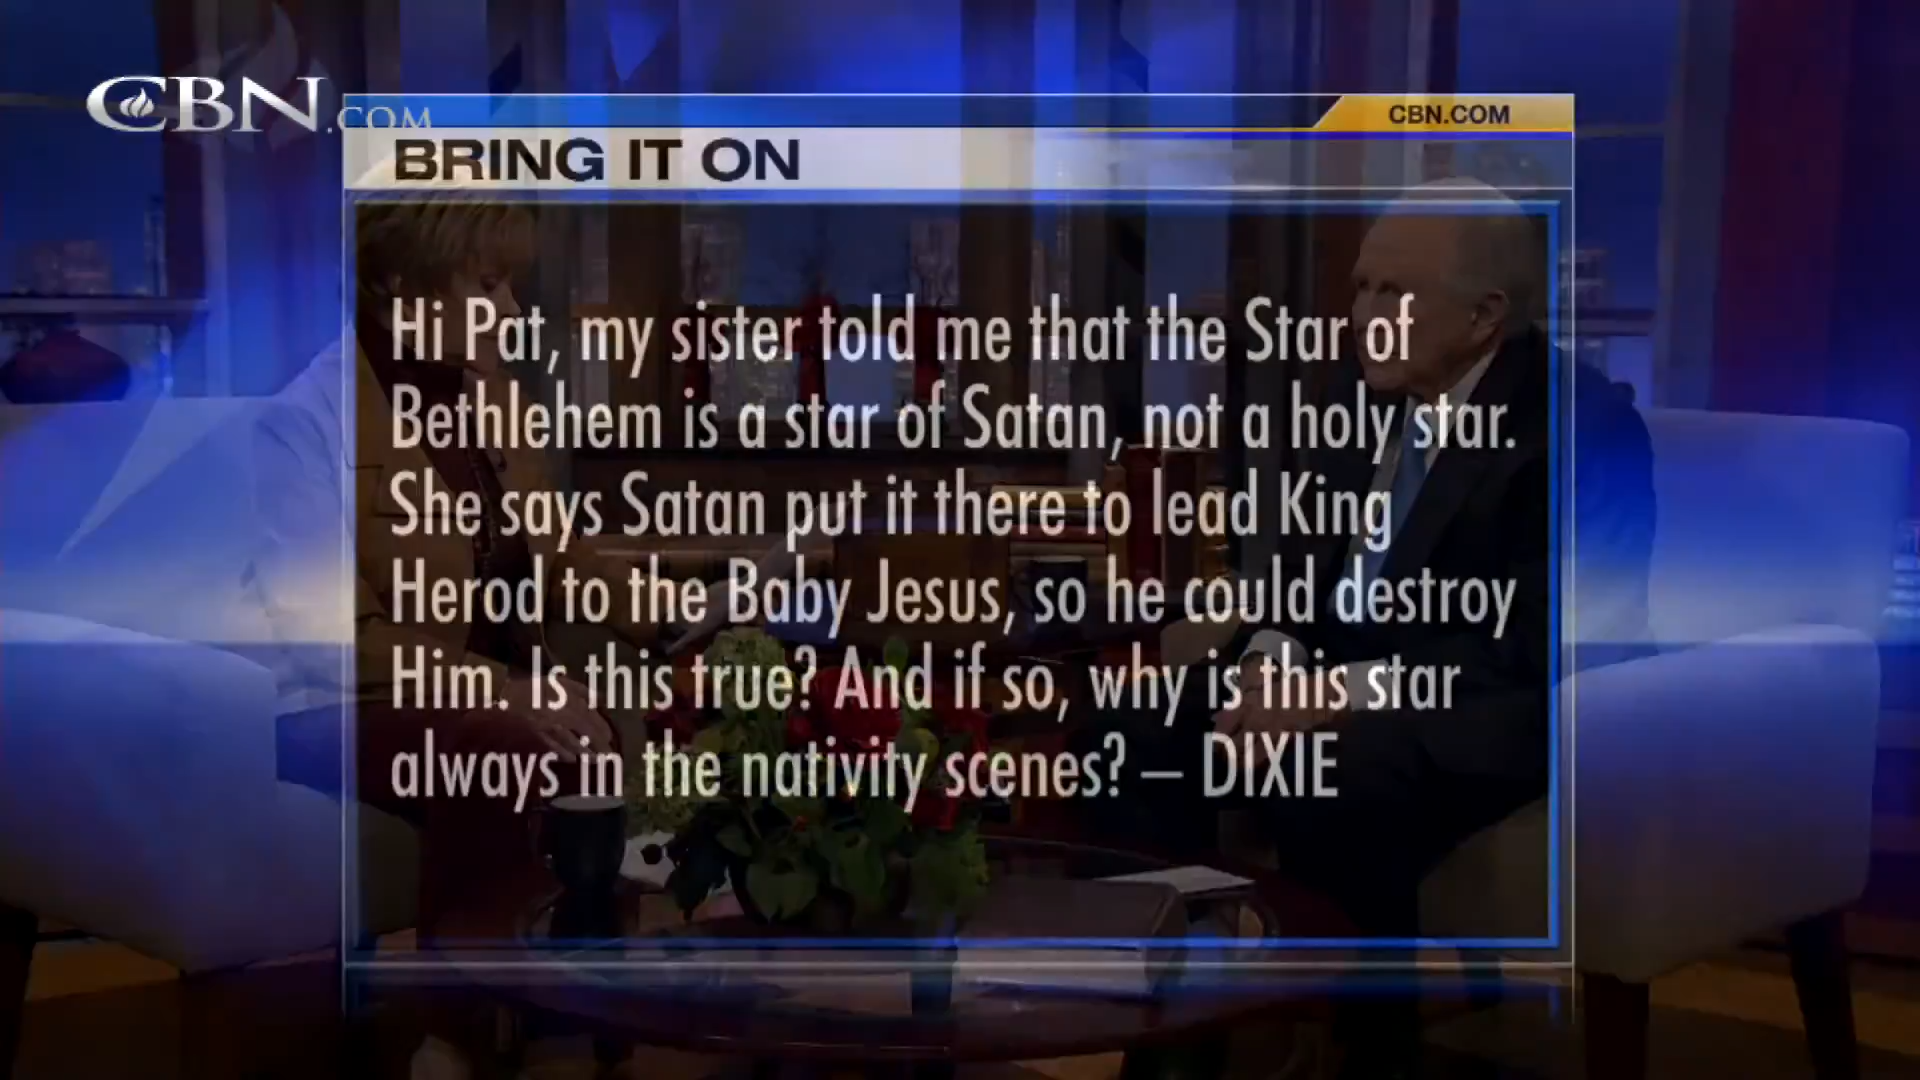 CBN.COM
CBN.COM
BRING IT ON
Hi Pat, my sister told me that the Star of
Bethlehem is a star of Satan, not a holy star.
She says Satan put it there to lead King
Herod to the Baby Jesus, so he could destroy
Him. Is this true? And if so, why is this star
always in the nativity scenes? – DIXIE